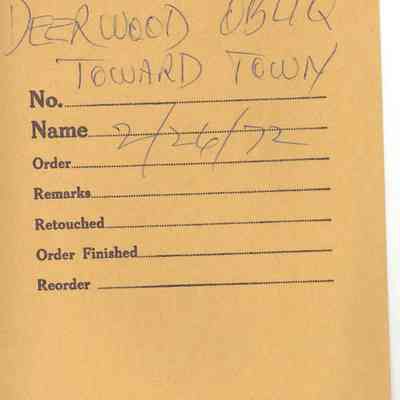 DEERWOOD OBLIQ
TOWARD TOWN
No.
Name 2/26/72
Order
Remarks
Retouched
Order Finished
Reorder